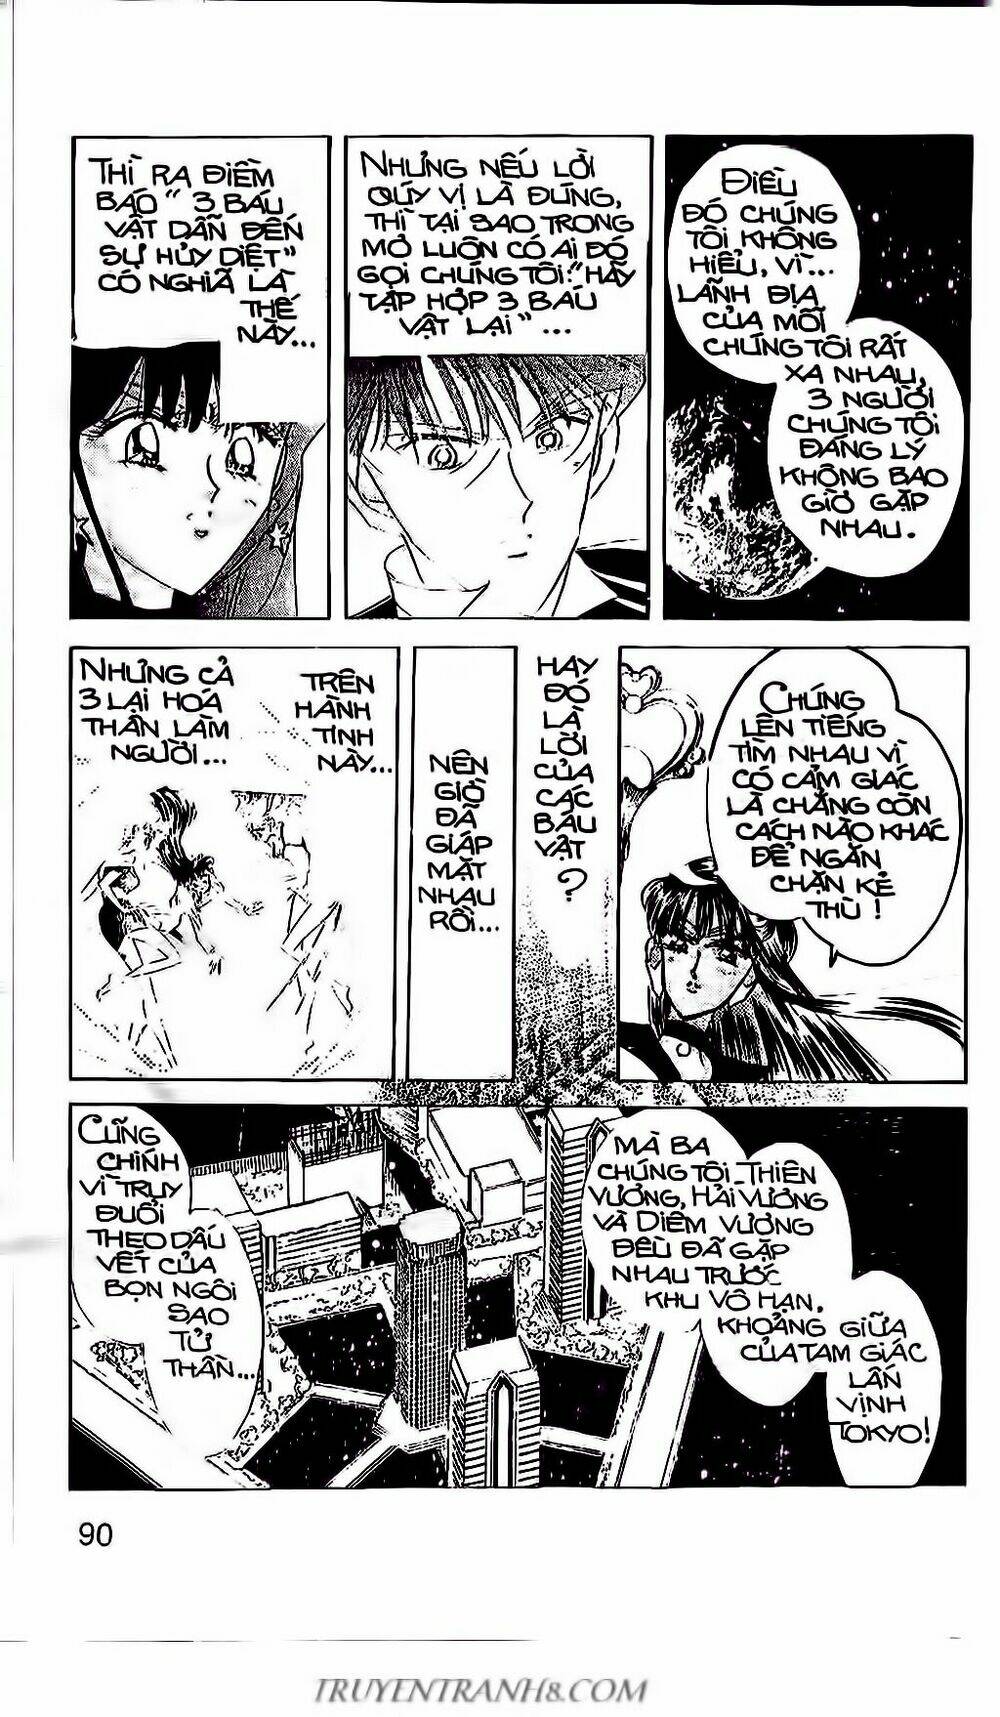 THÌ RA ĐIỀM
BÁO " 3 BÁU
VẬT DẪN ĐẾN
SỰ HỦY DIỆT"
CÓ NGHĨA LÀ
THẾ
NÀY...
NHƯNG NẾU LỜI
QÚY VỊ LÀ ĐÚNG,
THÌ TẠI SAO TRONG
MƠ LUÔN CÓ AI ĐÓ
GỌI CHÚNG TÔI: "HÃY
TẬP HỢP 3 BÁU
VẬT LẠI" ...
ĐIỀU
ĐÓ CHÚNG
TÔI KHÔNG
HIỂU, VÌ...
LÃNH ĐỊA
CỦA MỖI
CHÚNG TÔI RẤT
XA NHAU,
3 NGƯỜI
CHÚNG TÔI
ĐÁNG LÝ
KHÔNG BAO
GIỜ GẶP
NHAU.
NHƯNG CẢ
3 LẠI HOÁ
THÂN LÀM
NGƯỜI...
TRÊN
HÀNH
TINH
NÀY...
NÊN
GIỜ
ĐÃ
GIÁP
MẶT
NHAU
RỒI...
HAY
ĐÓ
LÀ
LỜI
CỦA
CÁC
BÁU
VẬT
?
CHÚNG
LÊN TIẾNG
TÌM NHAU VÌ
CÓ CẢM GIÁC
LÀ CHẲNG CÒN
CÁCH NÀO KHÁC
ĐỂ NGĂN
CHẶN KẺ
THÙ !
CŨNG
CHÍNH
VÌ TRUY
ĐUỔI
THEO DẤU
VẾT CỦA
BỌN NGÔI
SAO
TỬ
THẦN...
MÀ BA
CHÚNG TÔI, THIÊN
VƯƠNG, HẢI VƯƠNG
VÀ DIÊM VƯƠNG
ĐỀU ĐÃ GẶP
NHAU TRƯỚC
KHU VÔ HẠN,
KHOẢNG GIỮA
CỦA TAM GIÁC
LẤN
VỊNH
TOKYO!
90
TRUYENTRANH8.COM